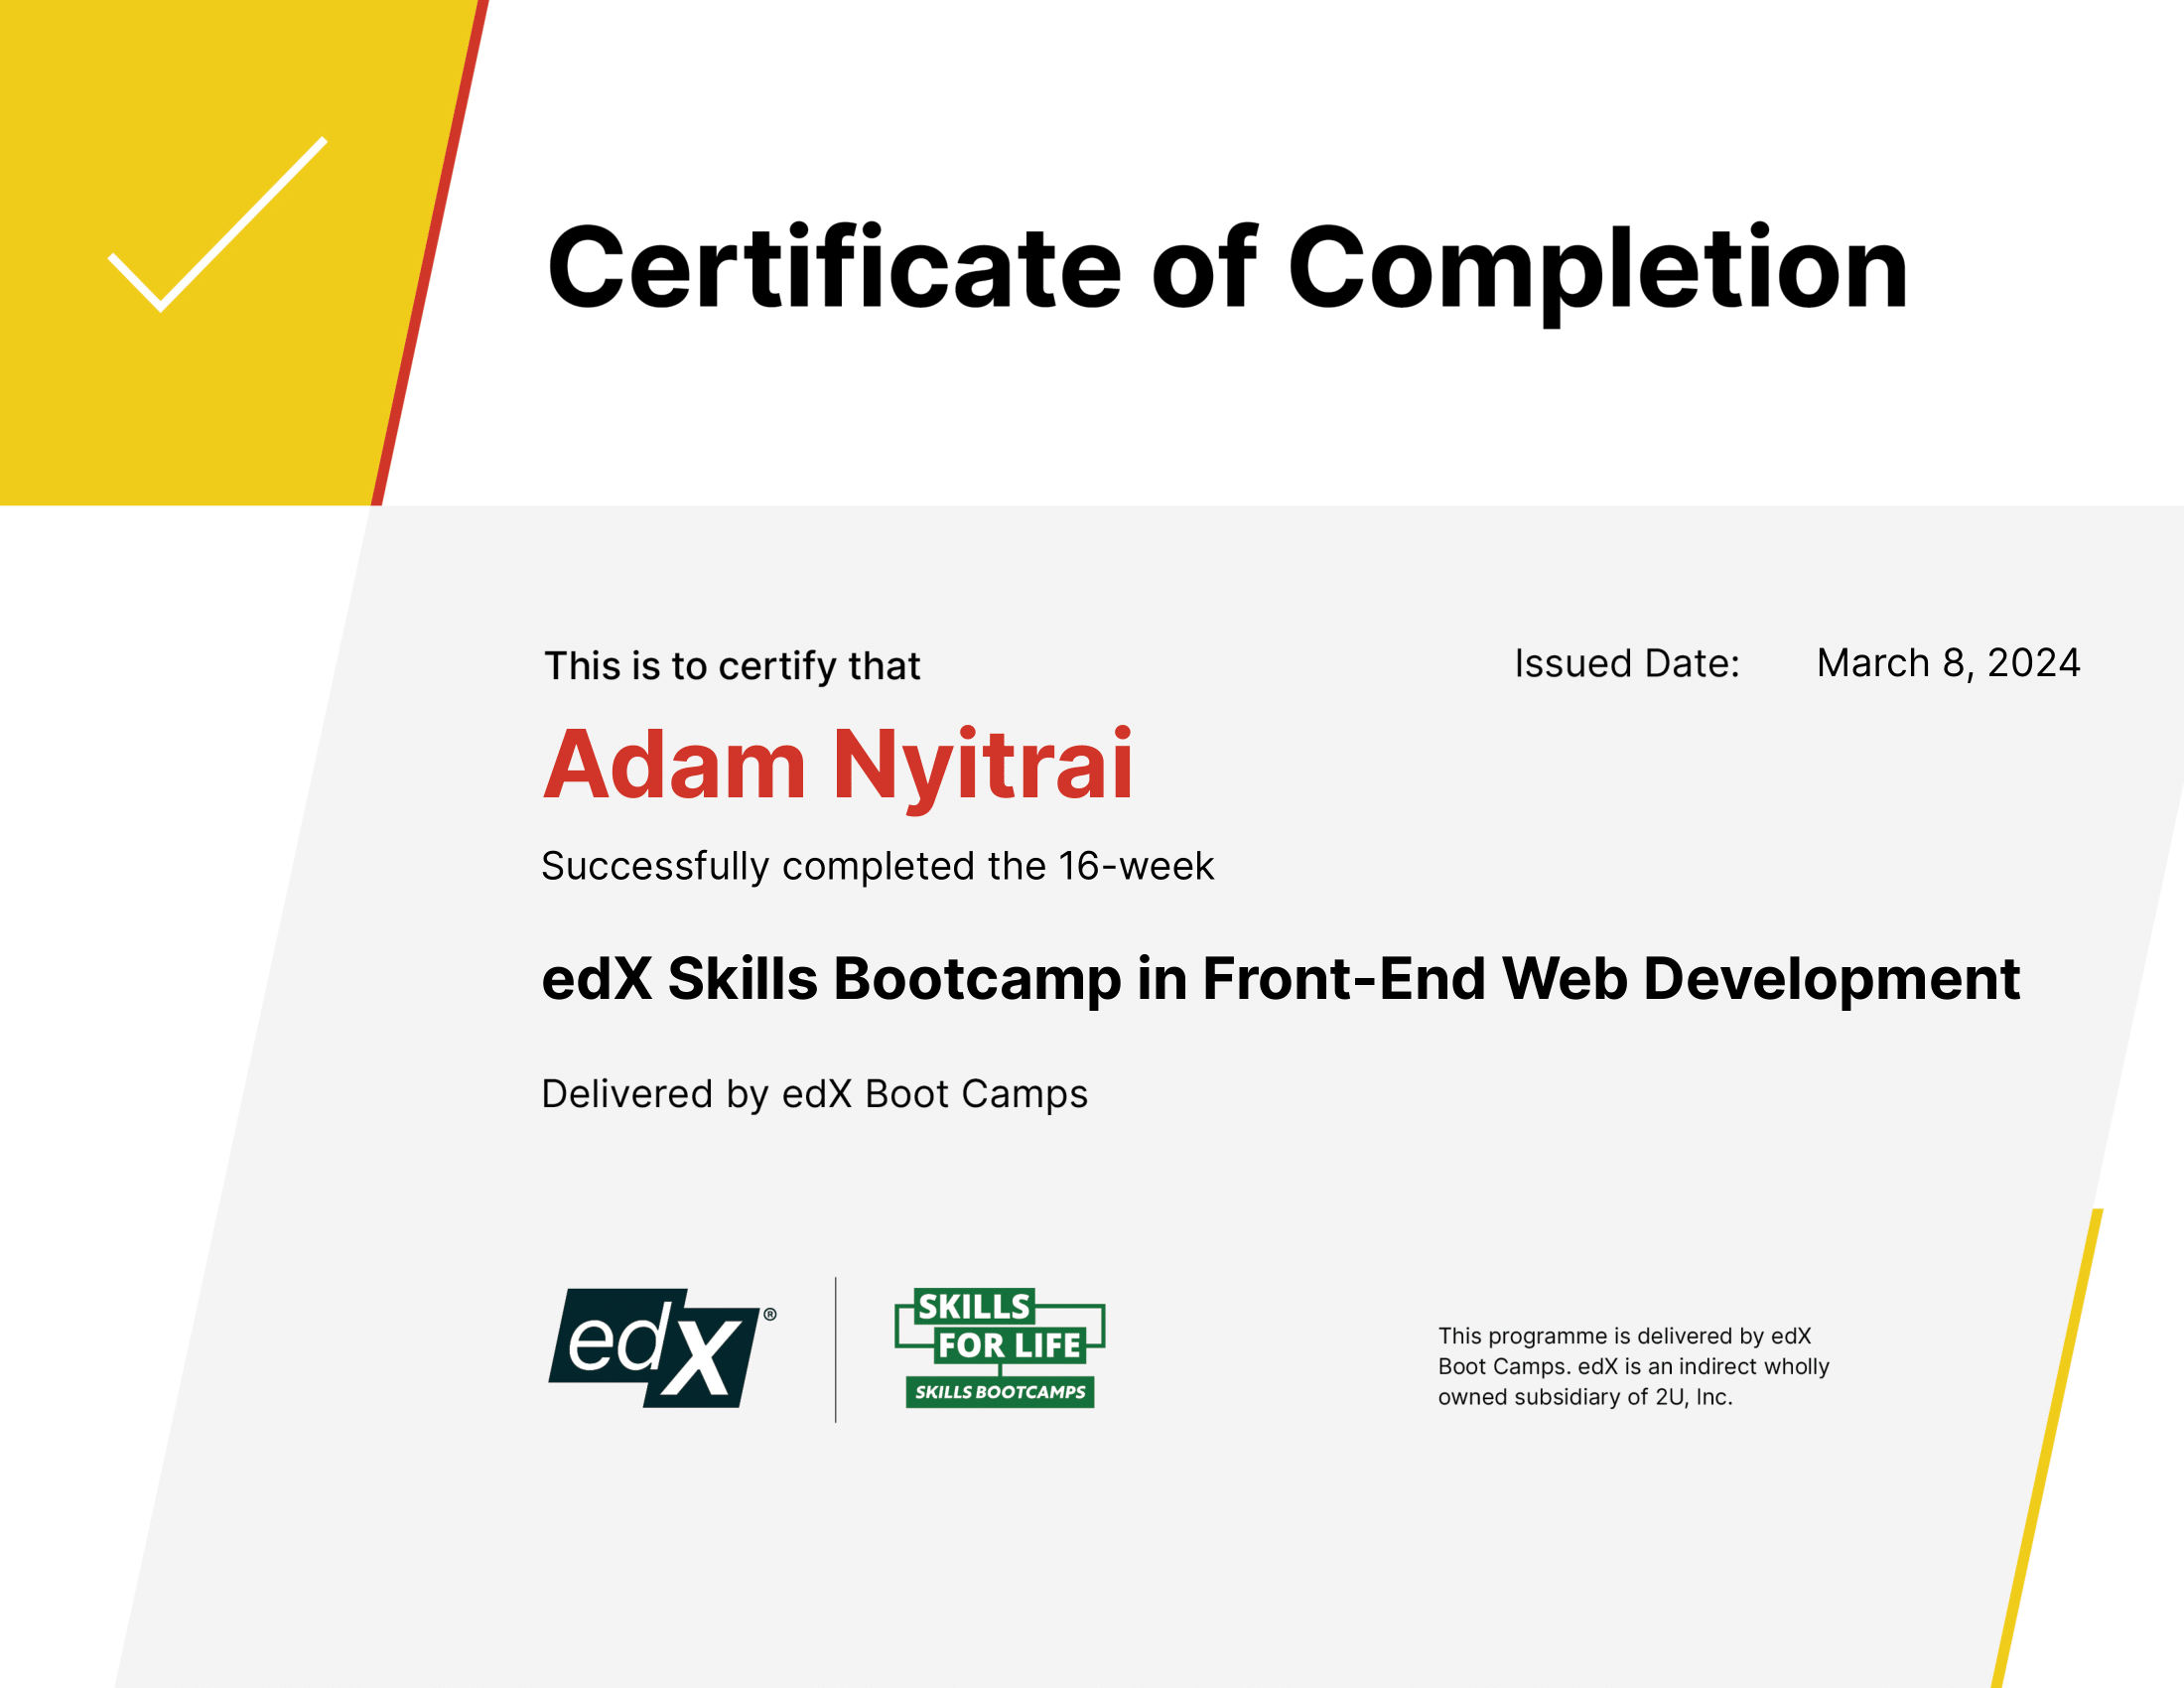 Certificate of Completion
This is to certify that
Issued Date: March 8, 2024
Adam Nyitrai
Successfully completed the 16-week
edX Skills Bootcamp in Front-End Web Development
Delivered by edX Boot Camps
edX®
SKILLS
FOR LIFE
SKILLS BOOTCAMPS
This programme is delivered by edX
Boot Camps. edX is an indirect wholly
owned subsidiary of 2U, Inc.